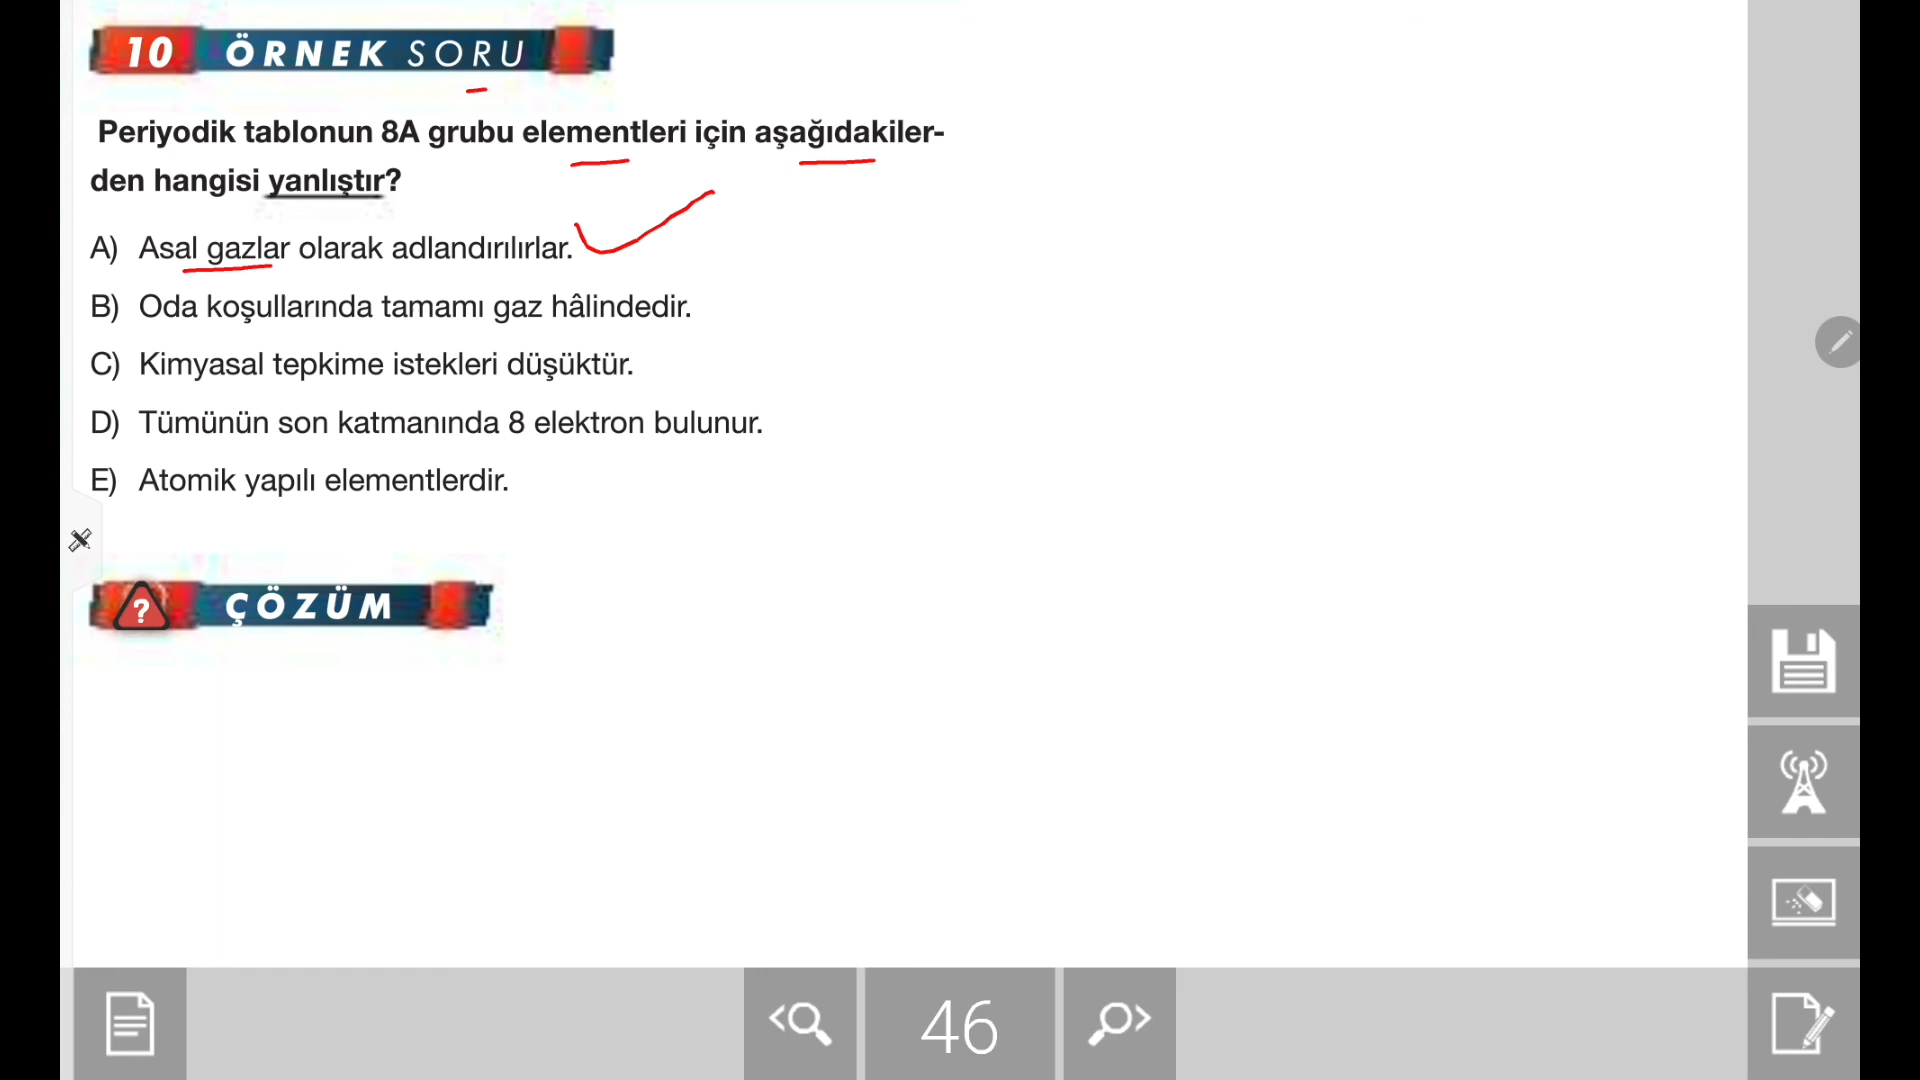 10 ÖRNEK SORU
Periyodik tablonun 8A grubu elementleri için aşağıdakiler-
den hangisi yanlıştır?
A) Asal gazlar olarak adlandırılırlar.
B) Oda koşullarında tamamı gaz hâlindedir.
C) Kimyasal tepkime istekleri düşüktür.
D) Tümünün son katmanında 8 elektron bulunur.
E) Atomik yapılı elementlerdir.
? ÇÖZÜM
46